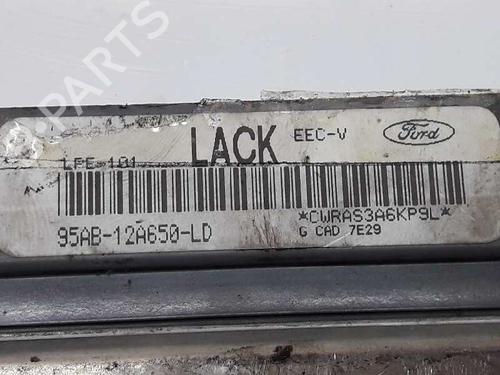 LACK EEC-V Ford
LFE-101
95AB-12A650-LD *CWRAS3A6KP9L*
G CAD 7E29
B-Parts